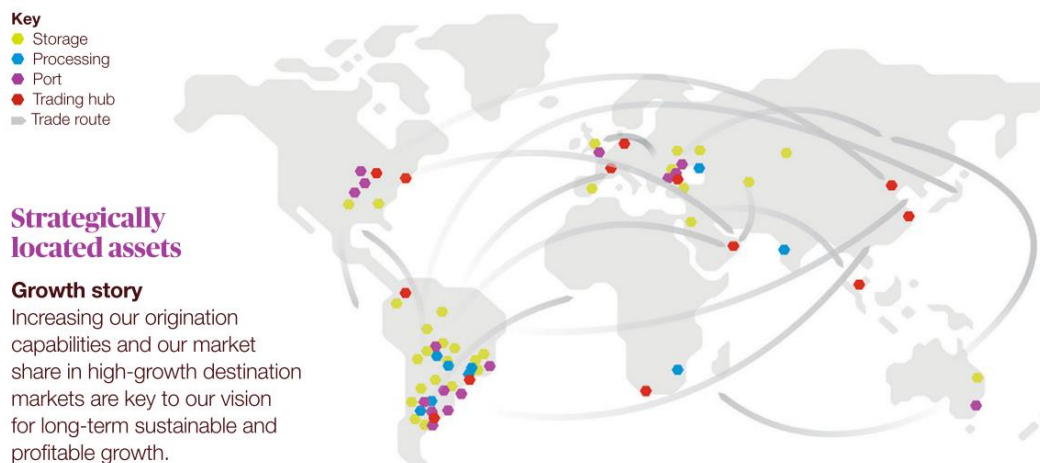 Key
Storage
Processing
Port
Trading hub
Trade route
Strategically
located assets
Growth story
Increasing our origination
capabilities and our market
share in high-growth destination
markets are key to our vision
for long-term sustainable and
profitable growth.